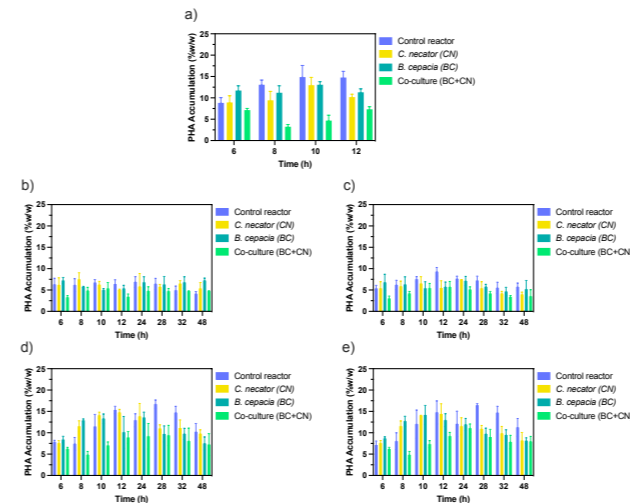 a)
PHA Accumulation (%w/w)
25
20
15
10
5
0
6 8 10 12
Time (h)
Control reactor
C. necator (CN)
B. cepacia (BC)
Co-culture (BC+CN)
b)
PHA Accumulation (%w/w)
25
20
15
10
5
0
6 8 10 12 24 28 32 48
Time (h)
Control reactor
C. necator (CN)
B. cepacia (BC)
Co-culture (BC+CN)
c)
PHA Accumulation (%w/w)
25
20
15
10
5
0
6 8 10 12 24 28 32 48
Time (h)
Control reactor
C. necator (CN)
B. cepacia (BC)
Co-culture (BC+CN)
d)
PHA Accumulation (%w/w)
25
20
15
10
5
0
6 8 10 12 24 28 32 48
Time (h)
Control reactor
C. necator (CN)
B. cepacia (BC)
Co-culture (BC+CN)
e)
PHA Accumulation (%w/w)
25
20
15
10
5
0
6 8 10 12 24 28 32 48
Time (h)
Control reactor
C. necator (CN)
B. cepacia (BC)
Co-culture (BC+CN)